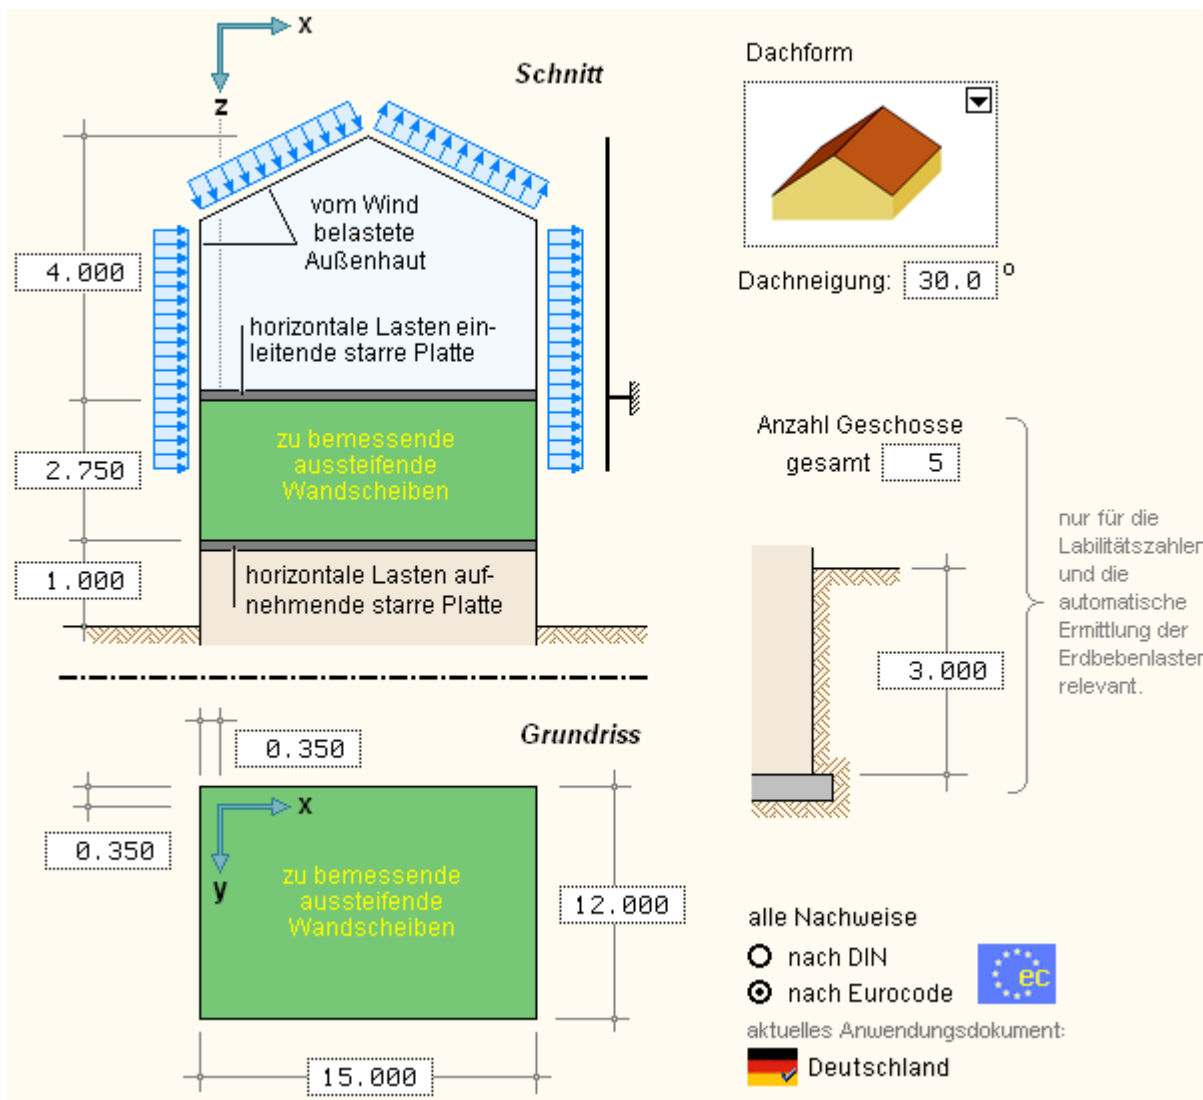 x
Schnitt
z
Dachform
vom Wind
belastete
Außenhaut
4.000
Dachneigung: 30.0 °
horizontale Lasten ein-
leitende starre Platte
Anzahl Geschosse
gesamt 5
zu bemessende
aussteifende
Wandscheiben
2.750
nur für die
Labilitätszahlen
und die
automatische
Ermittlung der
Erdbebenlasten
relevant.
horizontale Lasten auf-
nehmende starre Platte
1.000
3.000
Grundriss
0.350
x
0.350
y
zu bemessende
aussteifende
Wandscheiben
12.000
15.000
alle Nachweise
nach DIN
nach Eurocode
ec
aktuelles Anwendungsdokument:
Deutschland